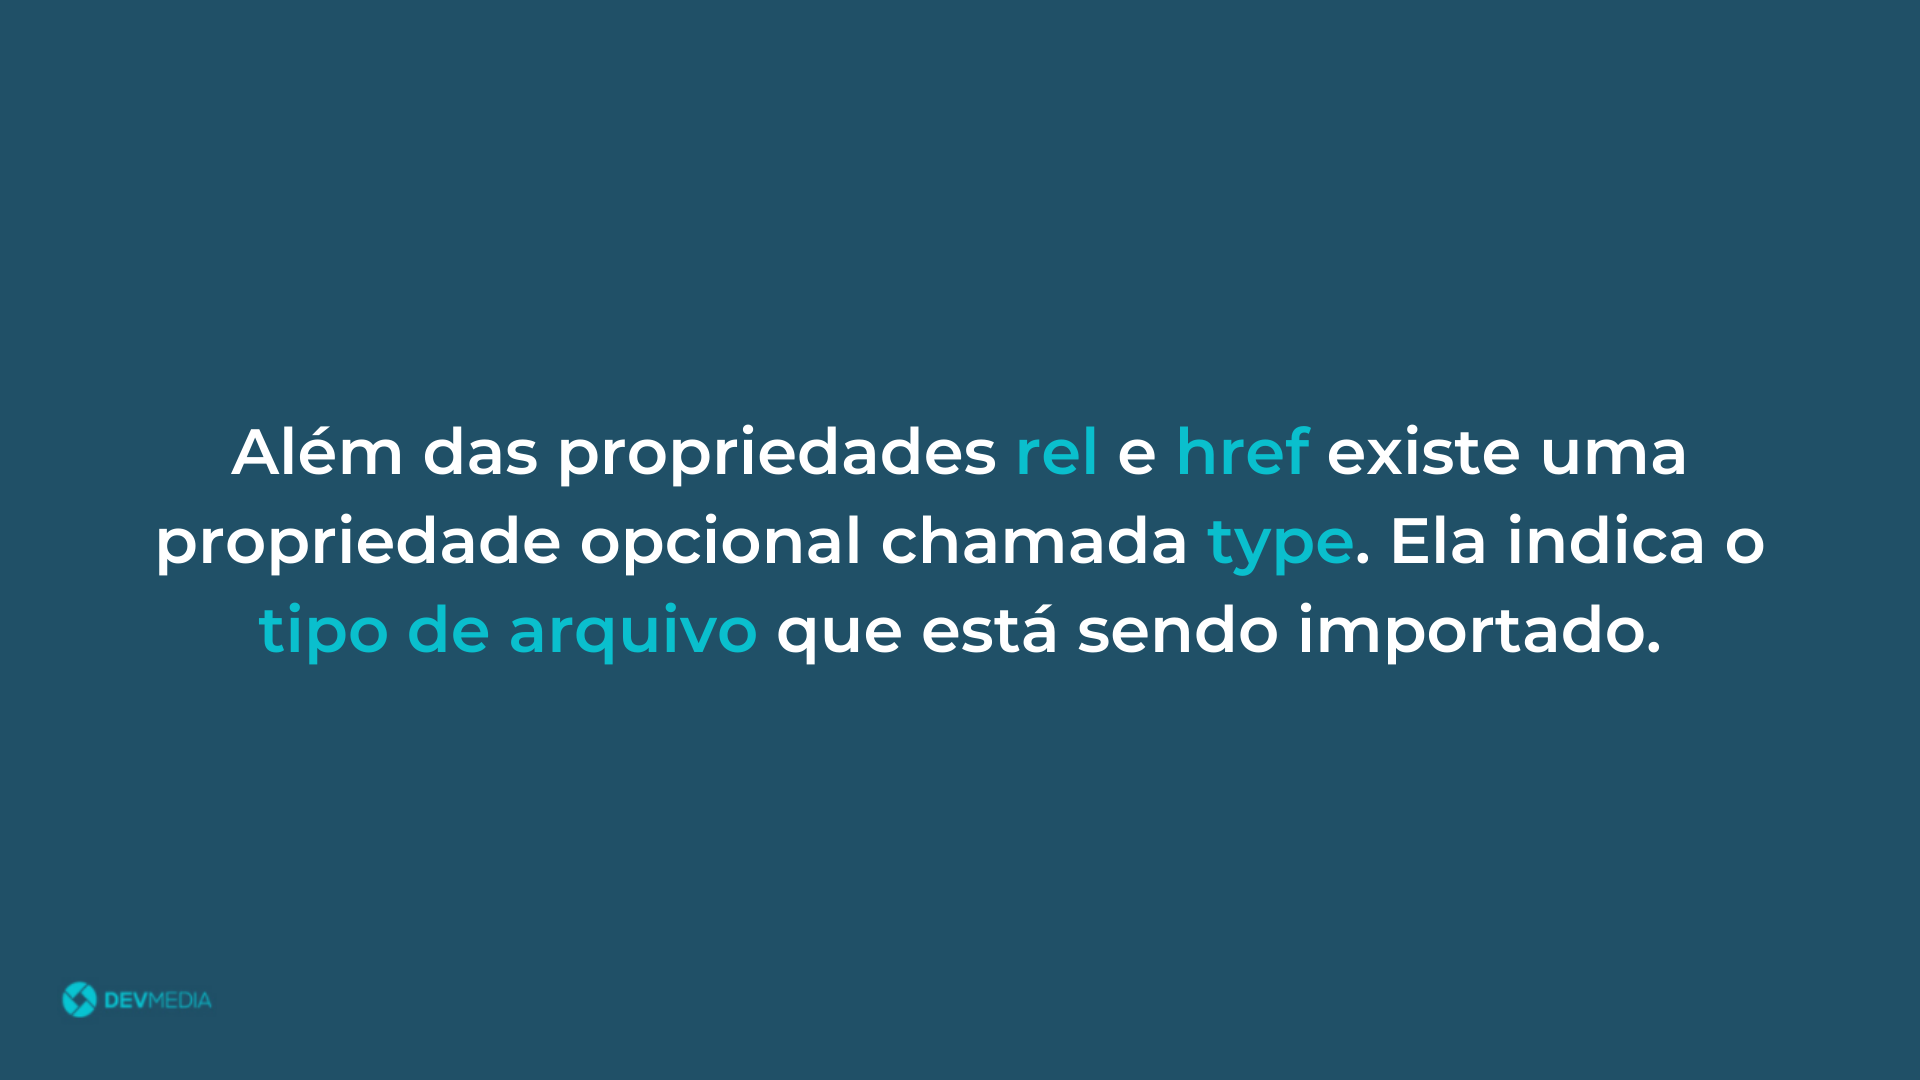 Além das propriedades rel e href existe uma
propriedade opcional chamada type. Ela indica o
tipo de arquivo que está sendo importado.
DEVMEDIA